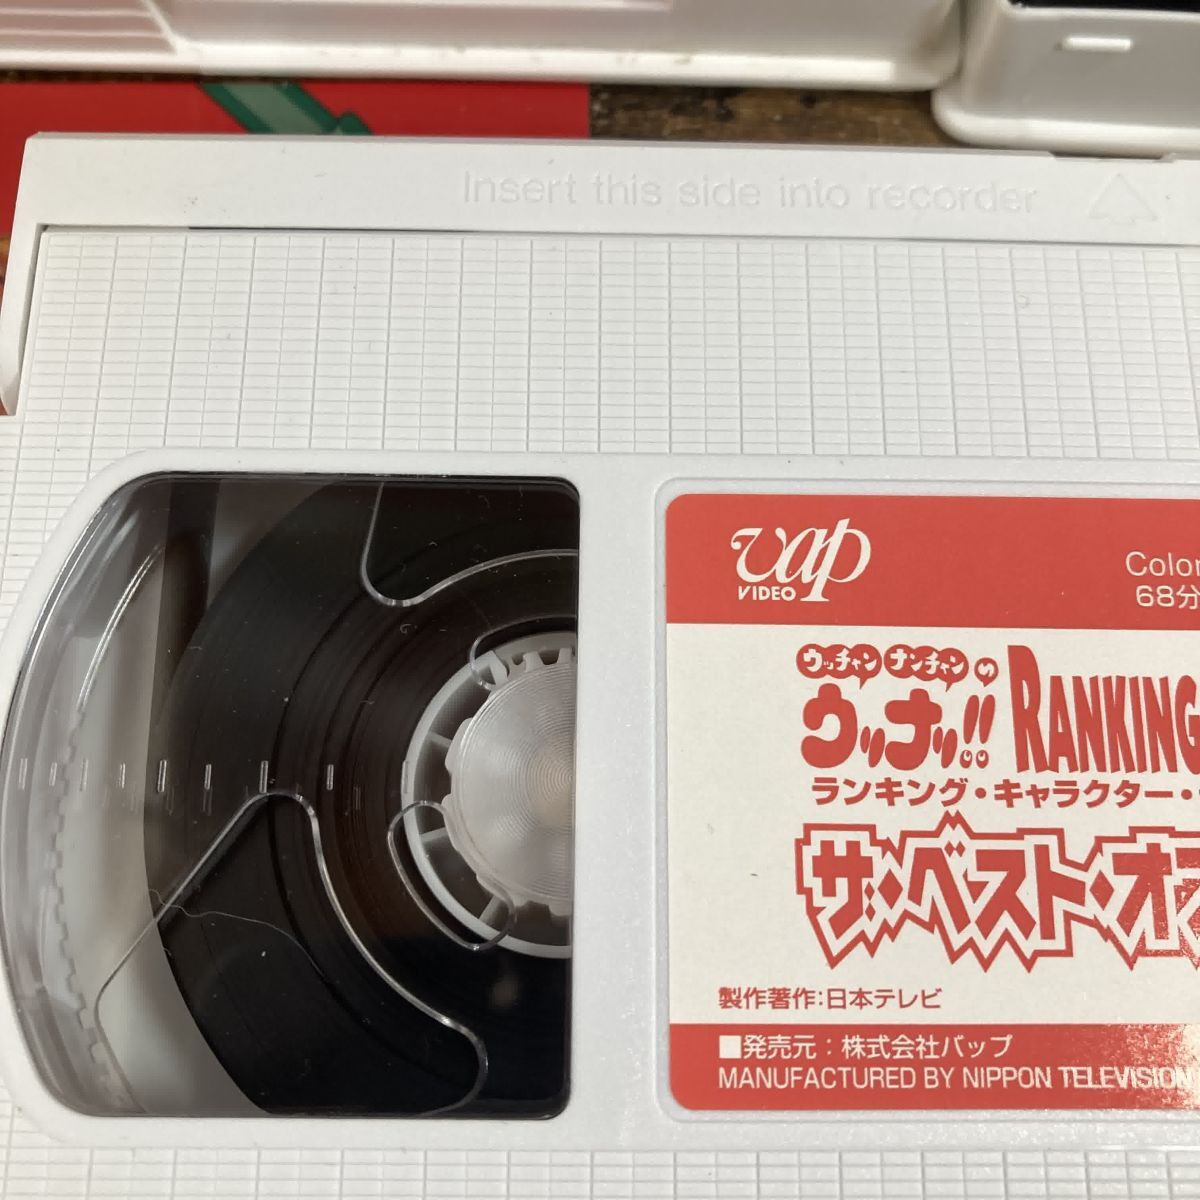 Insert this side into recorder
vap
VIDEO
Color
68分
ウッチャンナンチャンの
ウッナッ!! RANKING
ランキング・キャラクター・
ザ・ベスト・オ
製作著作:日本テレビ
■発売元:株式会社バップ
MANUFACTURED BY NIPPON TELEVISION